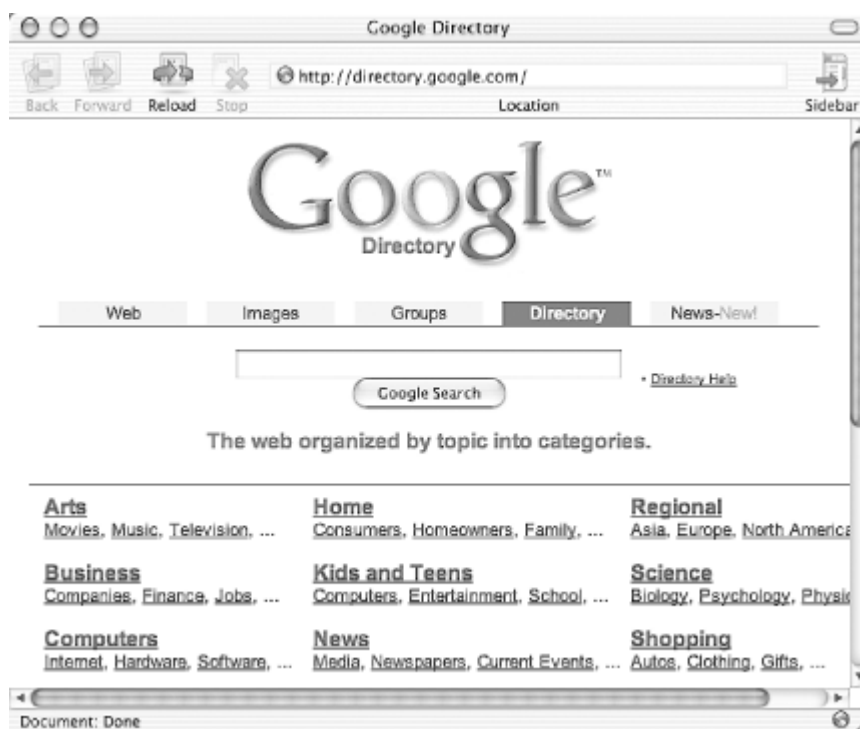 Google Directory
http://directory.google.com/
Back Forward Reload Stop Location Sidebar
Google™
Directory
Web Images Groups Directory News-New!
• Directory Help
Google Search
The web organized by topic into categories.
Arts Home Regional
Movies, Music, Television, ... Consumers, Homeowners, Family, ... Asia, Europe, North America
Business Kids and Teens Science
Companies, Finance, Jobs, ... Computers, Entertainment, School, ... Biology, Psychology, Physic
Computers News Shopping
Internet, Hardware, Software, ... Media, Newspapers, Current Events, ... Autos, Clothing, Gifts, ...
Document: Done